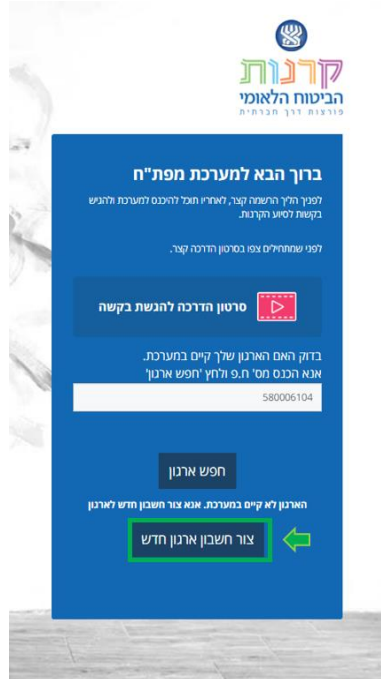 קרנות
הביטוח הלאומי
פורצות דרך חברתית
ברוך הבא למערכת מפת"ח
לפניך הליך הרשמה קצר, לאחריו תוכל להיכנס למערכת ולהגיש
בקשות לסיוע הקרנות.
לפני שמתחילים צפו בסרטון הדרכה קצר.
סרטון הדרכה להגשת בקשה
בדוק האם הארגון שלך קיים במערכת.
אנא הכנס מס' ח.פ ולחץ 'חפש ארגון'
580006104
חפש ארגון
הארגון לא קיים במערכת. אנא צור חשבון חדש לארגון
צור חשבון ארגון חדש